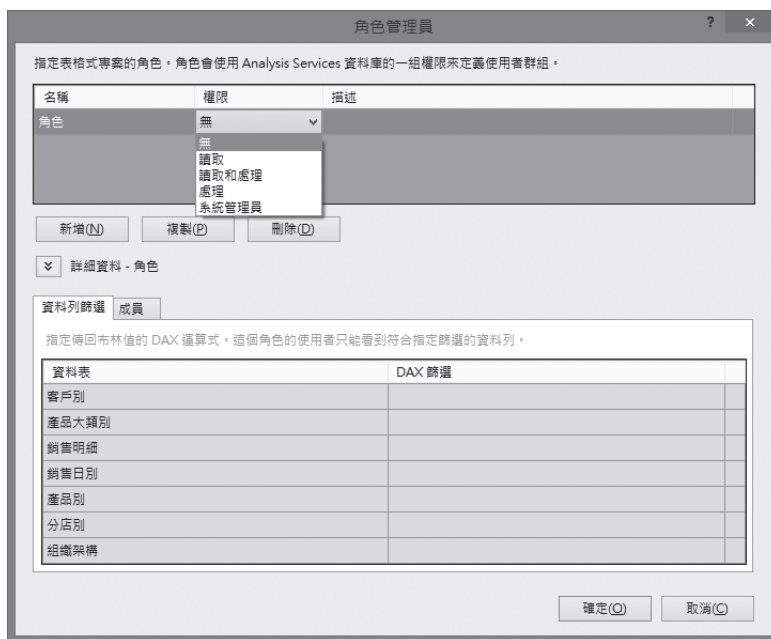 角色管理員
? ×
指定表格式專案的角色。角色會使用 Analysis Services 資料庫的一組權限來定義使用者群組。
名稱 權限 描述
角色 無
無
讀取
讀取和處理
處理
系統管理員
新增(N) 複製(P) 刪除(D)
詳細資料 - 角色
資料列篩選 成員
指定傳回布林值的 DAX 運算式。這個角色的使用者只能看到符合指定篩選的資料列。
資料表 DAX 篩選
客戶別
產品大類別
銷售明細
銷售日別
產品別
分店別
組織架構
確定(O) 取消(C)